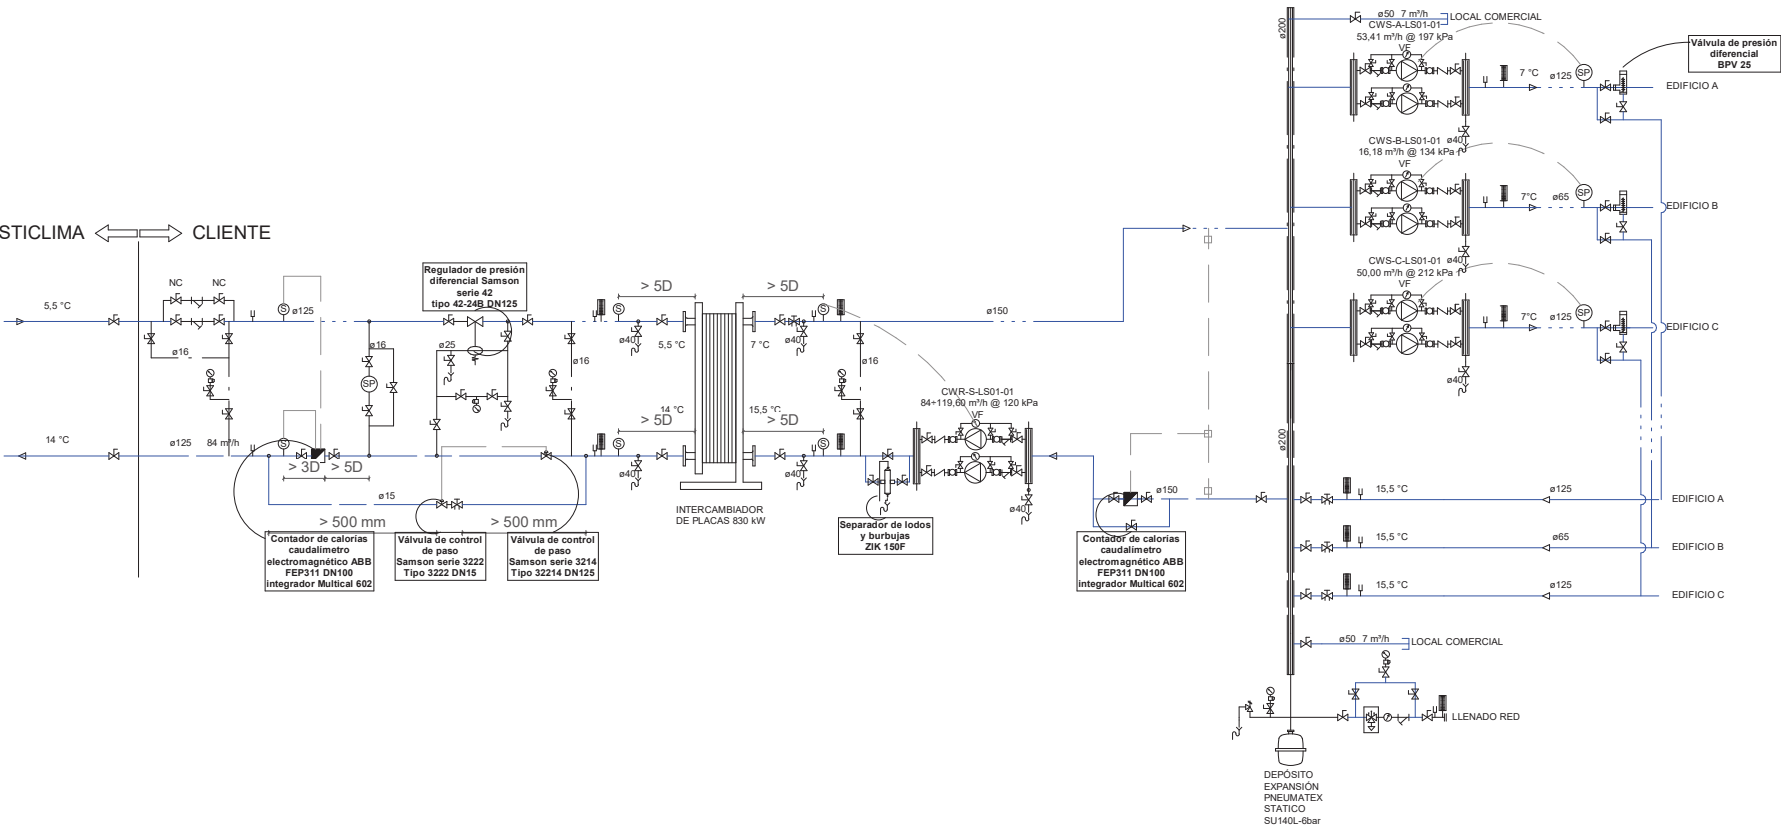 STICLIMA
CLIENTE
NC
NC
5,5 °C
ø125
ø16
ø16
S
S
SP
14 °C
ø125
84 m³/h
> 3D
> 5D
ø15
> 500 mm
> 500 mm
Contador de calorías
caudalímetro
electromagnético ABB
FEP311 DN100
integrador Multical 602
Válvula de control
de paso
Samson serie 3222
Tipo 3222 DN15
Válvula de control
de paso
Samson serie 3214
Tipo 32214 DN125
Regulador de presión
diferencial Samson
serie 42
tipo 42-24B DN125
ø25
ø16
> 5D
> 5D
S
S
ø40
ø40
5,5 °C
7 °C
14 °C
15,5 °C
> 5D
> 5D
S
S
ø40
ø40
INTERCAMBIADOR
DE PLACAS 830 kW
ø16
ø150
CWR-S-LS01-01
84÷119,60 m³/h @ 120 kPa
VF
ø40
Separador de lodos
y burbujas
ZIK 150F
ø150
Contador de calorías
caudalímetro
electromagnético ABB
FEP311 DN100
integrador Multical 602
ø200
ø200
ø50 7 m³/h
LOCAL COMERCIAL
CWS-A-LS01-01
53,41 m³/h @ 197 kPa
VF
7 °C
ø125
SP
ø40
Válvula de presión
diferencial
BPV 25
EDIFICIO A
CWS-B-LS01-01
16,18 m³/h @ 134 kPa
VF
7°C
ø65
SP
ø40
EDIFICIO B
CWS-C-LS01-01
50,00 m³/h @ 212 kPa
VF
7°C
ø125
SP
ø40
EDIFICIO C
15,5 °C
ø125
EDIFICIO A
15,5 °C
ø65
EDIFICIO B
15,5 °C
ø125
EDIFICIO C
ø50 7 m³/h
LOCAL COMERCIAL
LLENADO RED
DEPÓSITO
EXPANSIÓN
PNEUMATEX
STATICO
SU140L-6bar